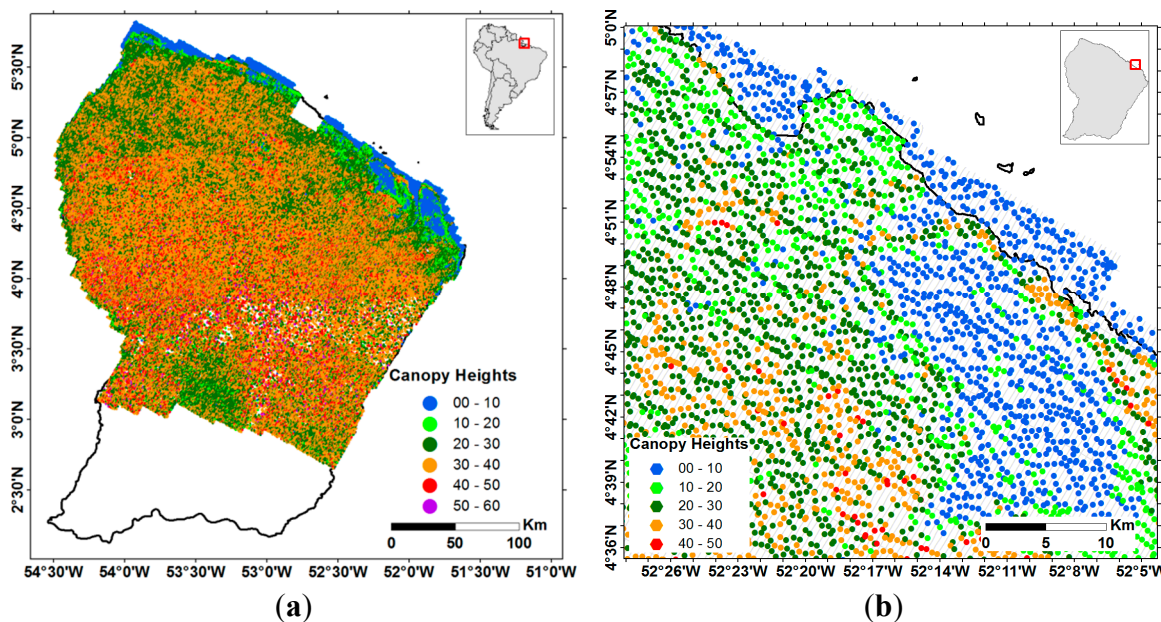 5°30'N
5°0'N
4°30'N
4°0'N
3°30'N
3°0'N
2°30'N
Canopy Heights
00 - 10
10 - 20
20 - 30
30 - 40
40 - 50
50 - 60
Km
0 50 100
54°30'W 54°0'W 53°30'W 53°0'W 52°30'W 52°0'W 51°30'W 51°0'W
(a)
5°0'N
4°57'N
4°54'N
4°51'N
4°48'N
4°45'N
4°42'N
4°39'N
4°36'N
Canopy Heights
00 - 10
10 - 20
20 - 30
30 - 40
40 - 50
Km
0 5 10
52°26'W 52°23'W 52°20'W 52°17'W 52°14'W 52°11'W 52°8'W 52°5'W
(b)